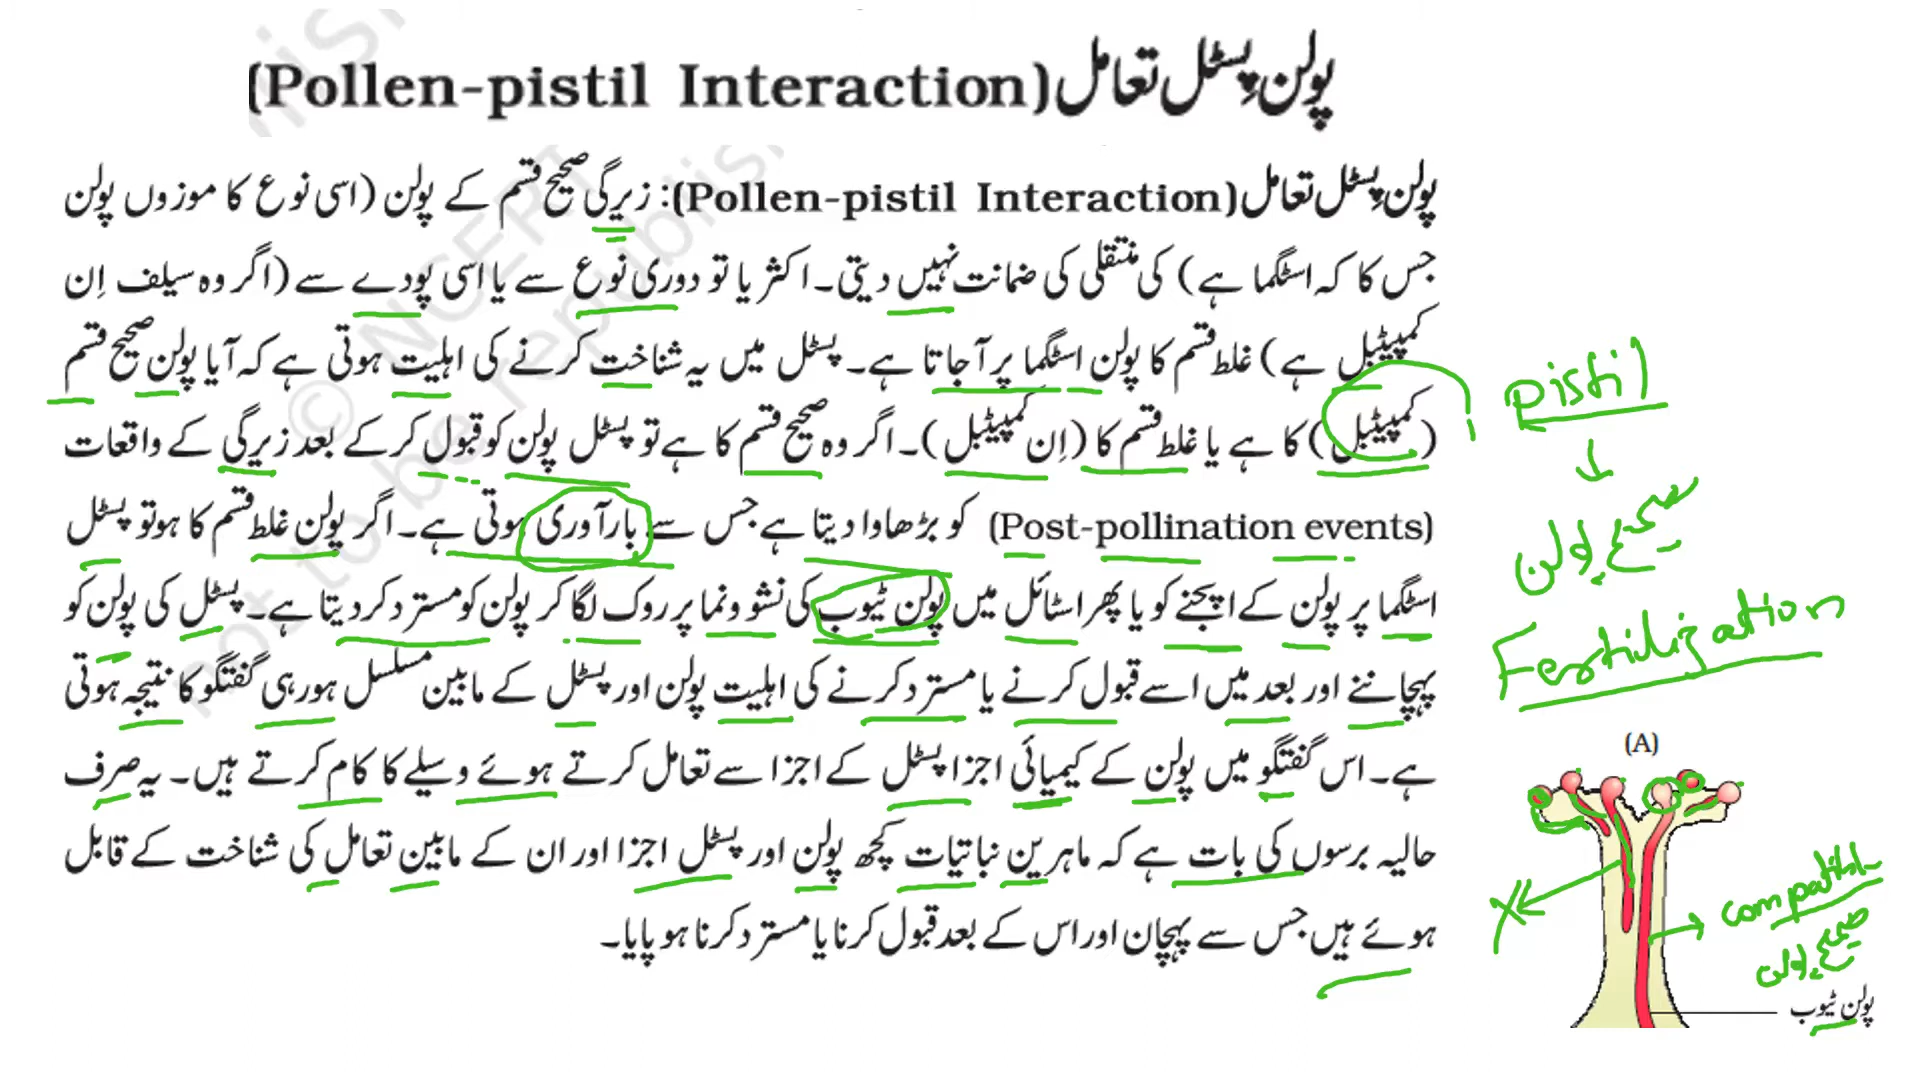 پولن پِسٹل تعامل (Pollen-pistil Interaction)
پولن پِسٹل تعامل (Pollen-pistil Interaction): زیرگی صحیح قسم کے پولن (اسی نوع کا موزوں پولن
جس کا کہ اسٹگما ہے) کی منتقلی کی ضمانت نہیں دیتی۔ اکثر یا تو دوری نوع سے یا اسی پودے سے (اگر وہ سیلف اِن
کمپیٹبل ہے) غلط قسم کا پولن اسٹگما پر آجاتا ہے۔ پسٹل میں یہ شناخت کرنے کی اہلیت ہوتی ہے کہ آیا پولن صحیح قسم
(کمپیٹبل) کا ہے یا غلط قسم کا (اِن کمپیٹبل)۔ اگر وہ صحیح قسم کا ہے تو پسٹل پولن کو قبول کرکے بعد زیرگی کے واقعات
(Post-pollination events) کو بڑھاوا دیتا ہے جس سے بارآوری ہوتی ہے۔ اگر پولن غلط قسم کا ہو تو پسٹل
اسٹگما پر پولن کے اپجنے کو یا پھر اسٹائل میں پولن ٹیوب کی نشوونما پر روک لگا کر پولن کو مسترد کردیتا ہے۔ پسٹل کی پولن کو
پہچاننے اور بعد میں اسے قبول کرنے یا مسترد کرنے کی اہلیت پولن اور پسٹل کے مابین مسلسل ہورہی گفتگو کا نتیجہ ہوتی
ہے۔ اس گفتگو میں پولن کے کیمیائی اجزا پسٹل کے اجزا سے تعامل کرتے ہوئے وسیلے کا کام کرتے ہیں۔ یہ صرف
حالیہ برسوں کی بات ہے کہ ماہرین نباتیات کچھ پولن اور پسٹل اجزا اور ان کے مابین تعامل کی شناخت کے قابل
ہوئے ہیں جس سے پہچان اور اس کے بعد قبول کرنا یا مسترد کرنا ہو پایا۔
© NCERT
not to be republish
pistil
صحیح پولن
Fertilization
(A)
compatible
صحیح پولن
پولن ٹیوب